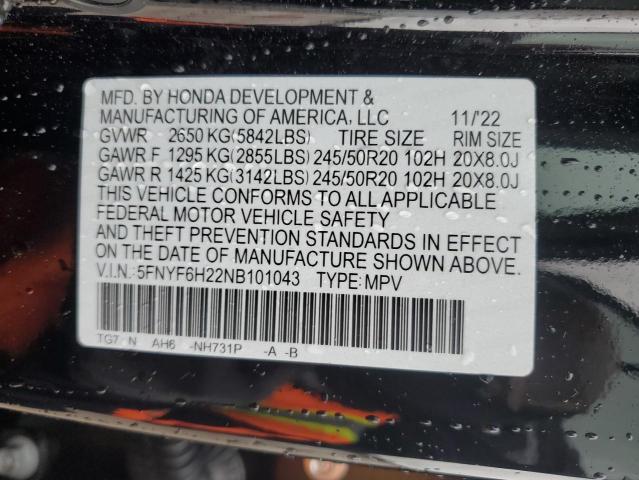 MFD. BY HONDA DEVELOPMENT &
MANUFACTURING OF AMERICA, LLC 11/'22
GVWR 2650 KG(5842LBS) TIRE SIZE RIM SIZE
GAWR F 1295 KG(2855LBS) 245/50R20 102H 20X8.0J
GAWR R 1425 KG(3142LBS) 245/50R20 102H 20X8.0J
THIS VEHICLE CONFORMS TO ALL APPLICABLE
FEDERAL MOTOR VEHICLE SAFETY
AND THEFT PREVENTION STANDARDS IN EFFECT
ON THE DATE OF MANUFACTURE SHOWN ABOVE.
V.I.N.:5FNYF6H22NB101043 TYPE:MPV
TG7 N AH6 -NH731P -A -B